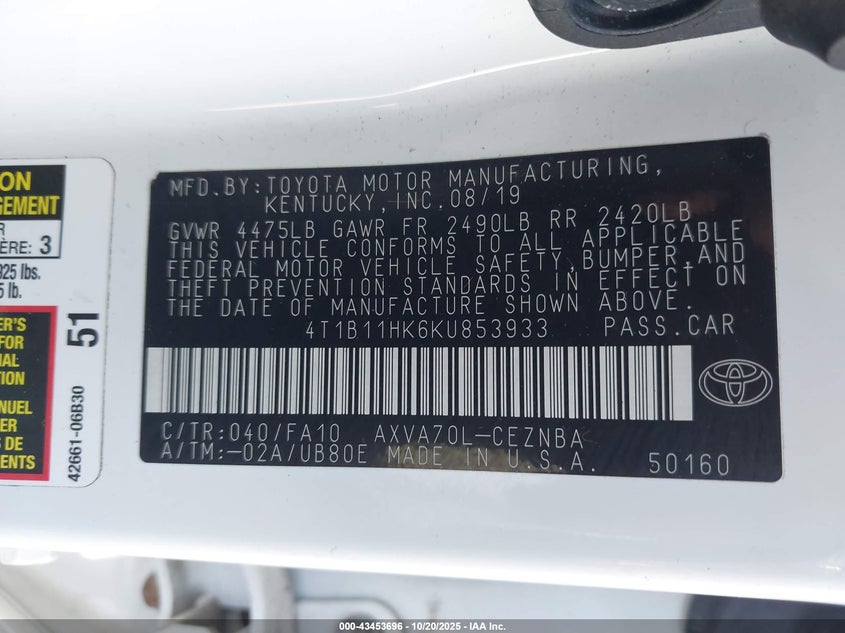 MFD.BY:TOYOTA MOTOR MANUFACTURING,
KENTUCKY,INC.08/19
GVWR 4475LB GAWR FR 2490LB RR 2420LB
THIS VEHICLE CONFORMS TO ALL APPLICABLE
FEDERAL MOTOR VEHICLE SAFETY,BUMPER,AND
THEFT PREVENTION STANDARDS IN EFFECT ON
THE DATE OF MANUFACTURE SHOWN ABOVE.
4T1B11HK6KU853933 PASS.CAR
C/TR:040/FA10 AXVA70L-CEZNBA
A/TM:-02A/UB80E MADE IN U.S.A. 50160
ÈRE: 3
lbs.
lb.
51
42661-06B30
000-43453696 - 10/20/2025 - IAA Inc.